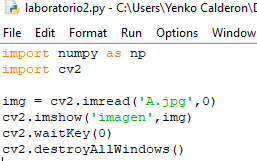 laboratorio2.py - C:\Users\Yenko Calderon\D
File Edit Format Run Options Window
import numpy as np
import cv2
img = cv2.imread('A.jpg',0)
cv2.imshow('imagen',img)
cv2.waitKey(0)
cv2.destroyAllWindows()